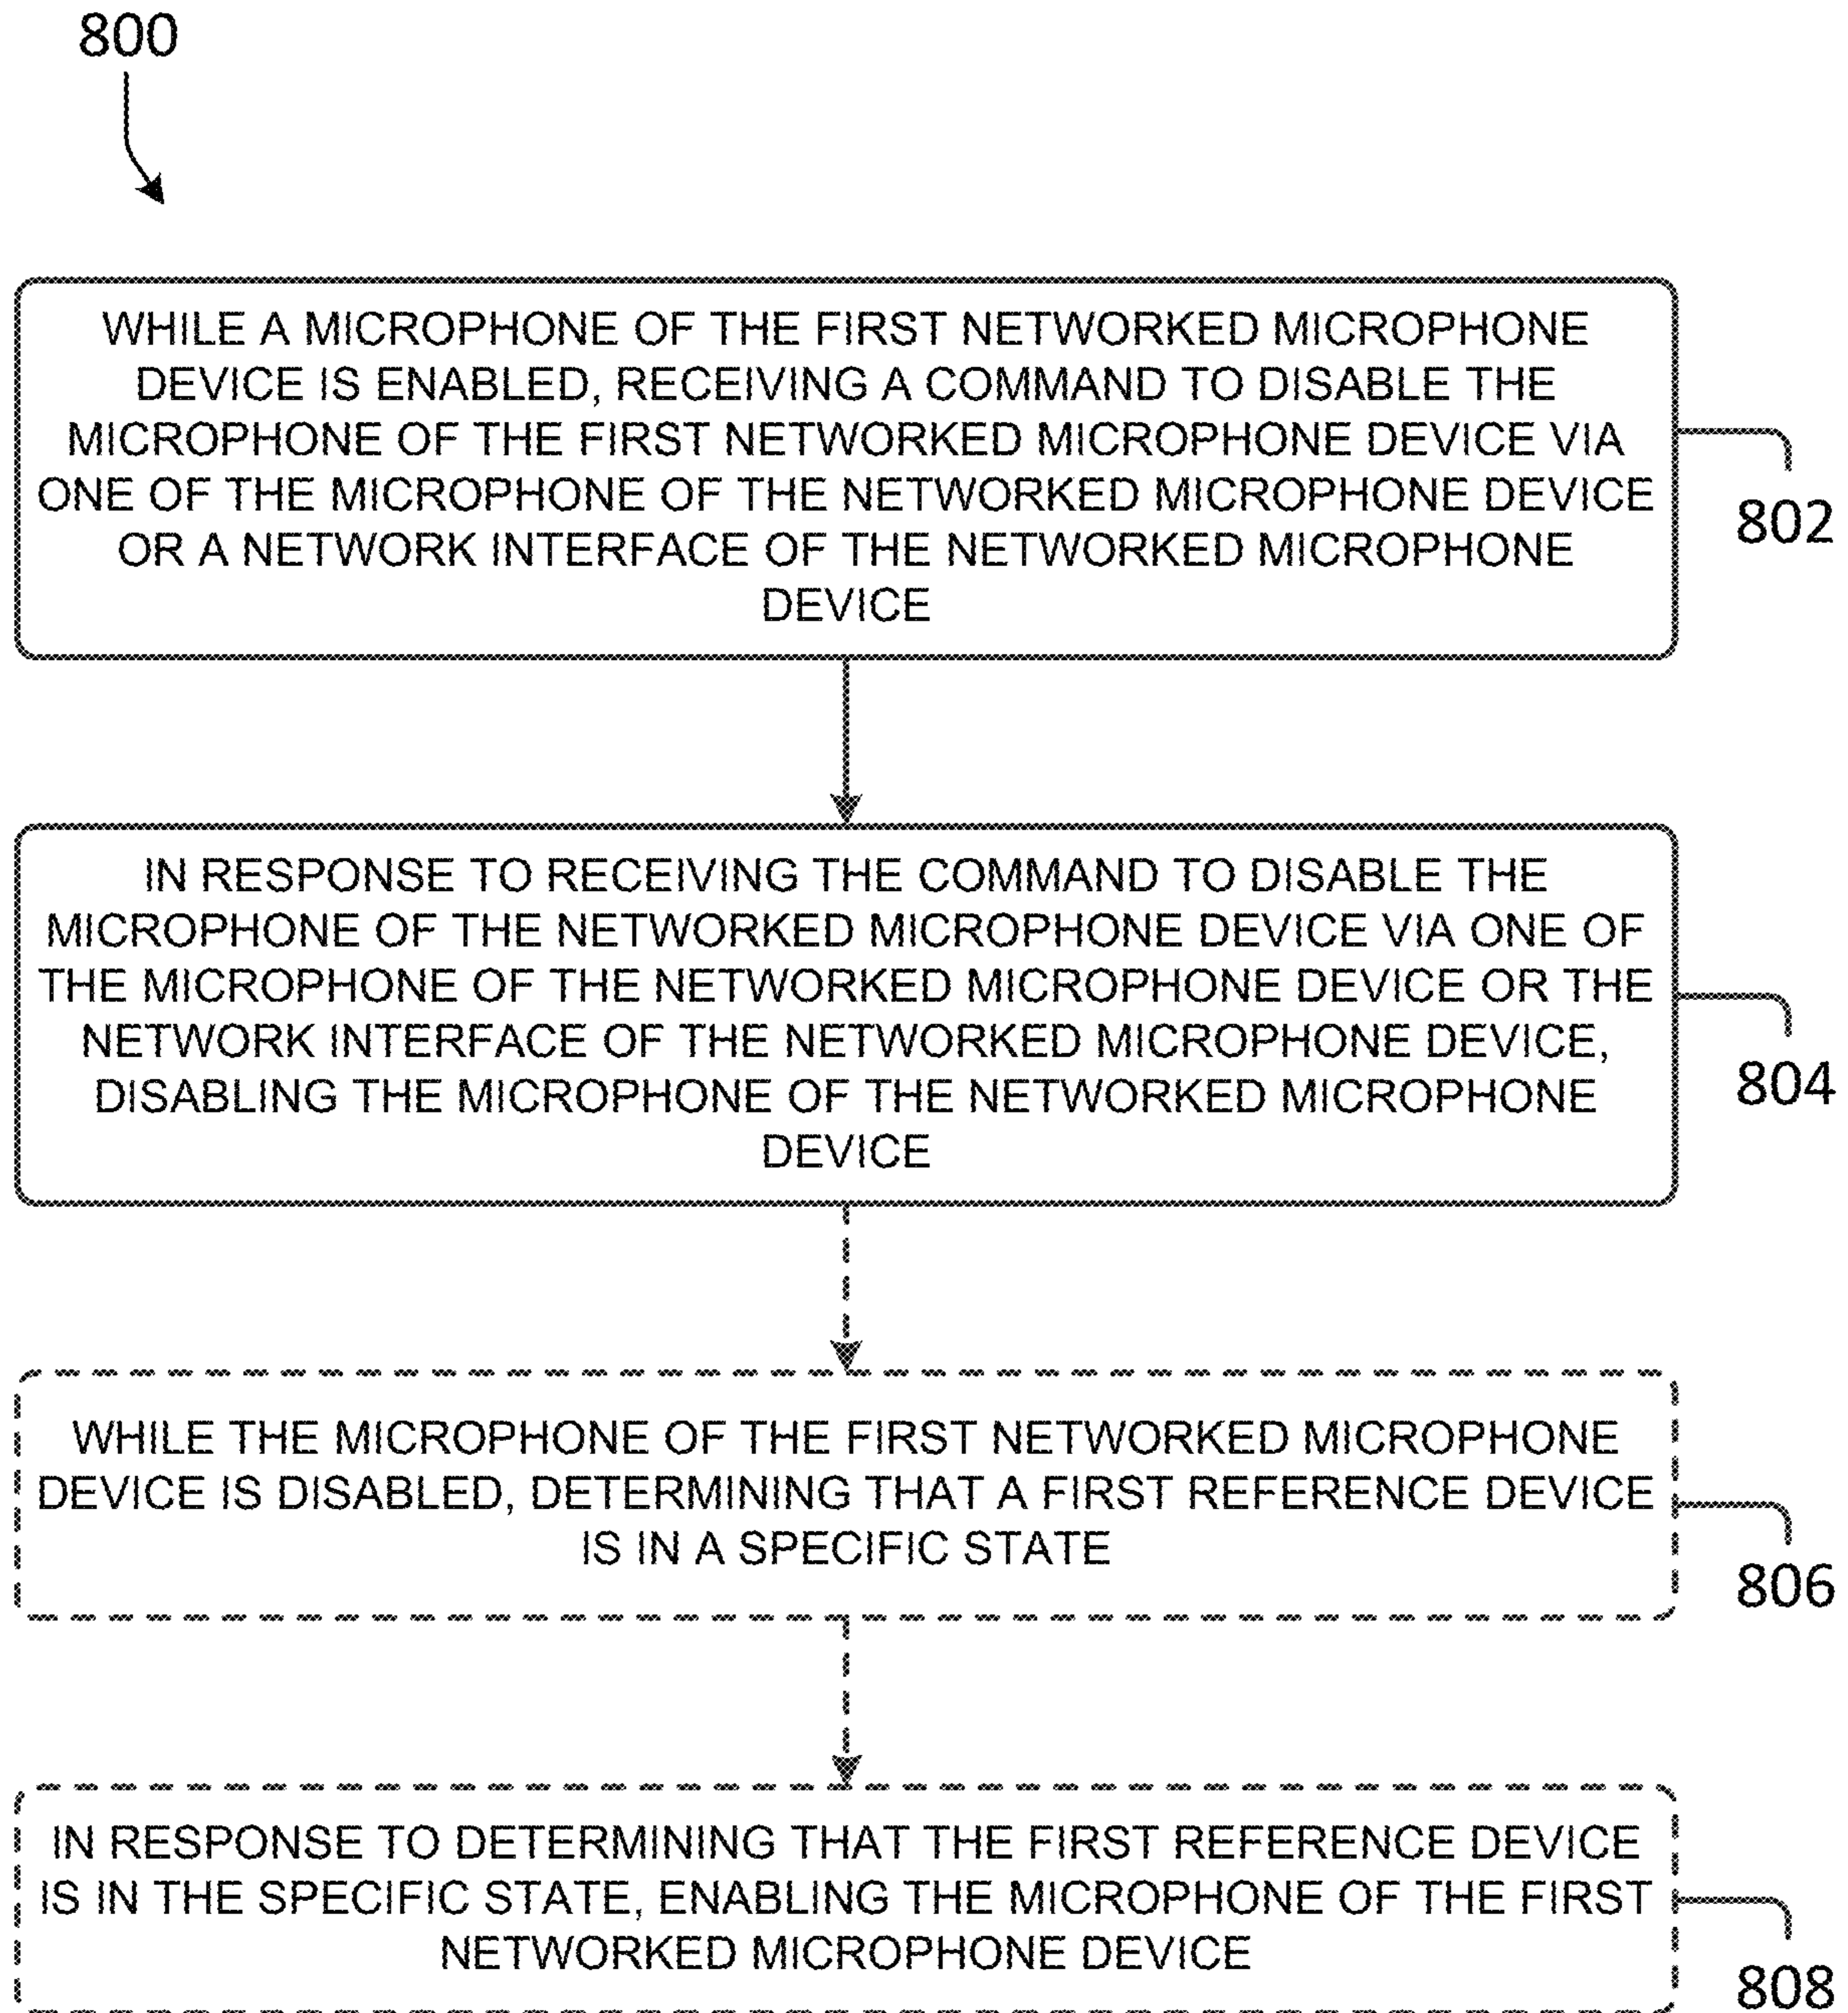 800
WHILE A MICROPHONE OF THE FIRST NETWORKED MICROPHONE
DEVICE IS ENABLED, RECEIVING A COMMAND TO DISABLE THE
MICROPHONE OF THE FIRST NETWORKED MICROPHONE DEVICE VIA
ONE OF THE MICROPHONE OF THE NETWORKED MICROPHONE DEVICE
OR A NETWORK INTERFACE OF THE NETWORKED MICROPHONE
DEVICE
802
IN RESPONSE TO RECEIVING THE COMMAND TO DISABLE THE
MICROPHONE OF THE NETWORKED MICROPHONE DEVICE VIA ONE OF
THE MICROPHONE OF THE NETWORKED MICROPHONE DEVICE OR THE
NETWORK INTERFACE OF THE NETWORKED MICROPHONE DEVICE,
DISABLING THE MICROPHONE OF THE NETWORKED MICROPHONE
DEVICE
804
WHILE THE MICROPHONE OF THE FIRST NETWORKED MICROPHONE
DEVICE IS DISABLED, DETERMINING THAT A FIRST REFERENCE DEVICE
IS IN A SPECIFIC STATE
806
IN RESPONSE TO DETERMINING THAT THE FIRST REFERENCE DEVICE
IS IN THE SPECIFIC STATE, ENABLING THE MICROPHONE OF THE FIRST
NETWORKED MICROPHONE DEVICE
808